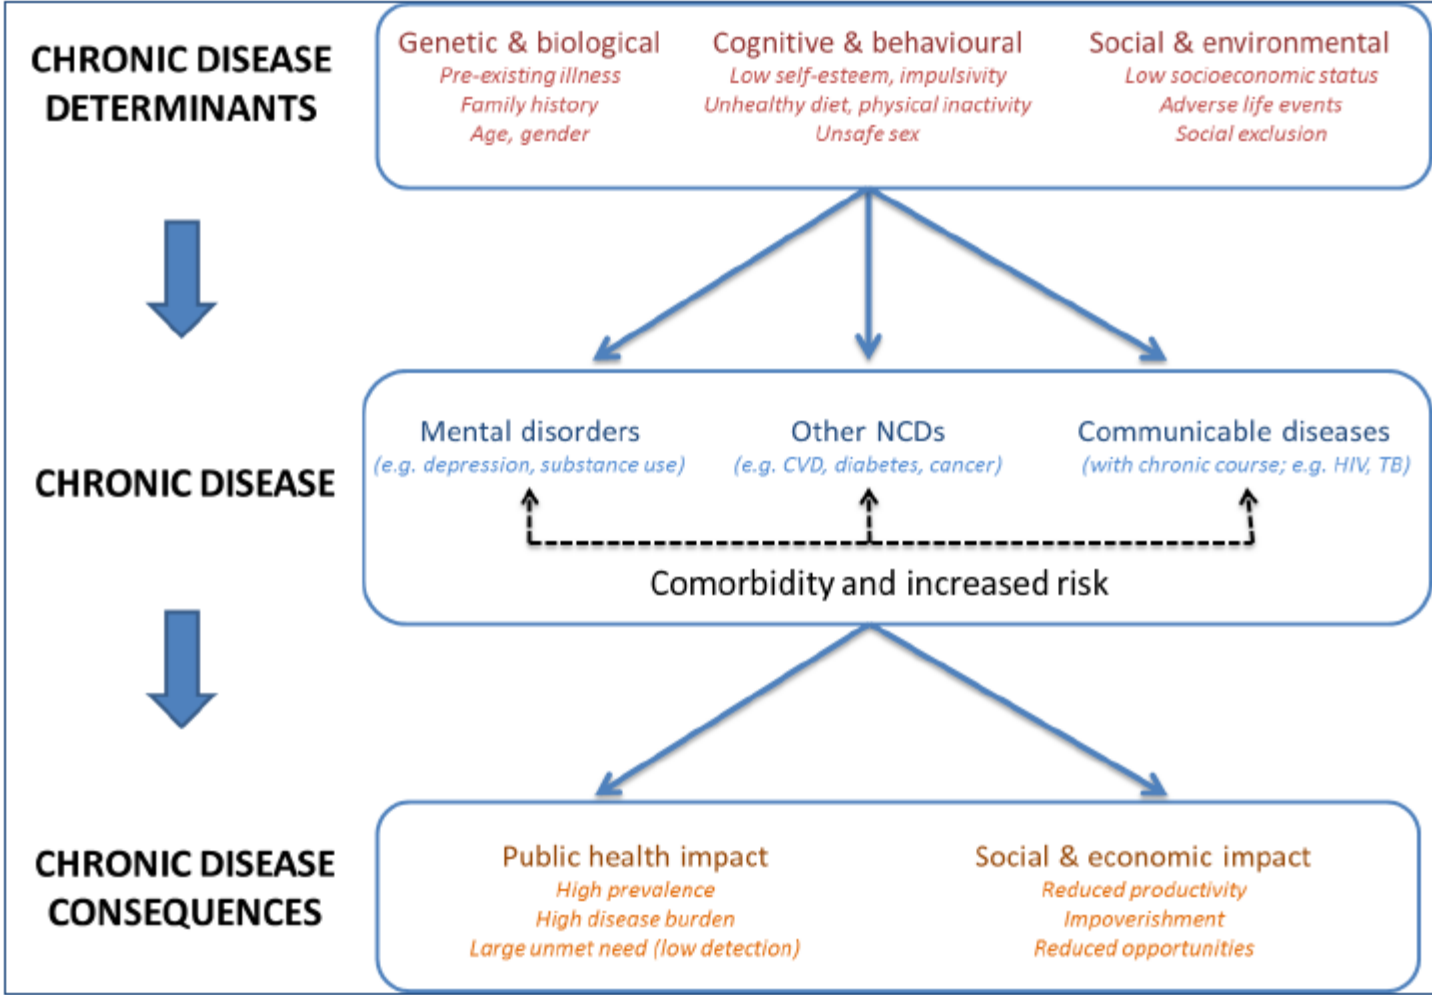 CHRONIC DISEASE
DETERMINANTS
Genetic & biological
Pre-existing illness
Family history
Age, gender
Cognitive & behavioural
Low self-esteem, impulsivity
Unhealthy diet, physical inactivity
Unsafe sex
Social & environmental
Low socioeconomic status
Adverse life events
Social exclusion
CHRONIC DISEASE
Mental disorders
(e.g. depression, substance use)
Other NCDs
(e.g. CVD, diabetes, cancer)
Communicable diseases
(with chronic course; e.g. HIV, TB)
Comorbidity and increased risk
CHRONIC DISEASE
CONSEQUENCES
Public health impact
High prevalence
High disease burden
Large unmet need (low detection)
Social & economic impact
Reduced productivity
Impoverishment
Reduced opportunities